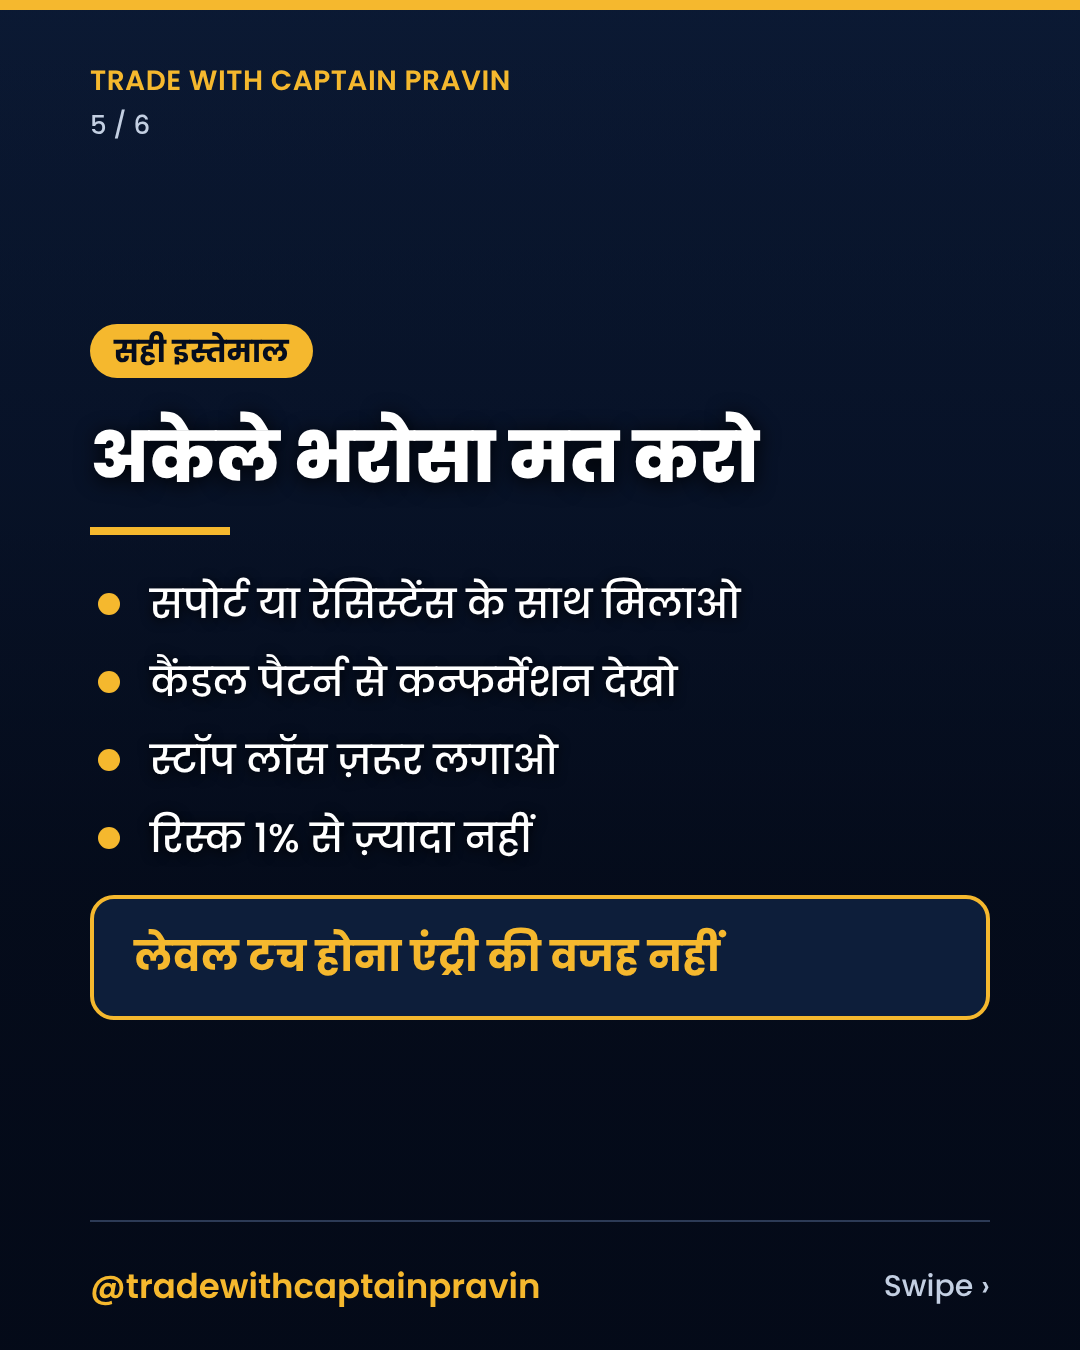 TRADE WITH CAPTAIN PRAVIN
5 / 6
सही इस्तेमाल
अकेले भरोसा मत करो
सपोर्ट या रेसिस्टेंस के साथ मिलाओ
कैंडल पैटर्न से कन्फर्मेशन देखो
स्टॉप लॉस ज़रूर लगाओ
रिस्क 1% से ज़्यादा नहीं
लेवल टच होना एंट्री की वजह नहीं
@tradewithcaptainpravin
Swipe ›